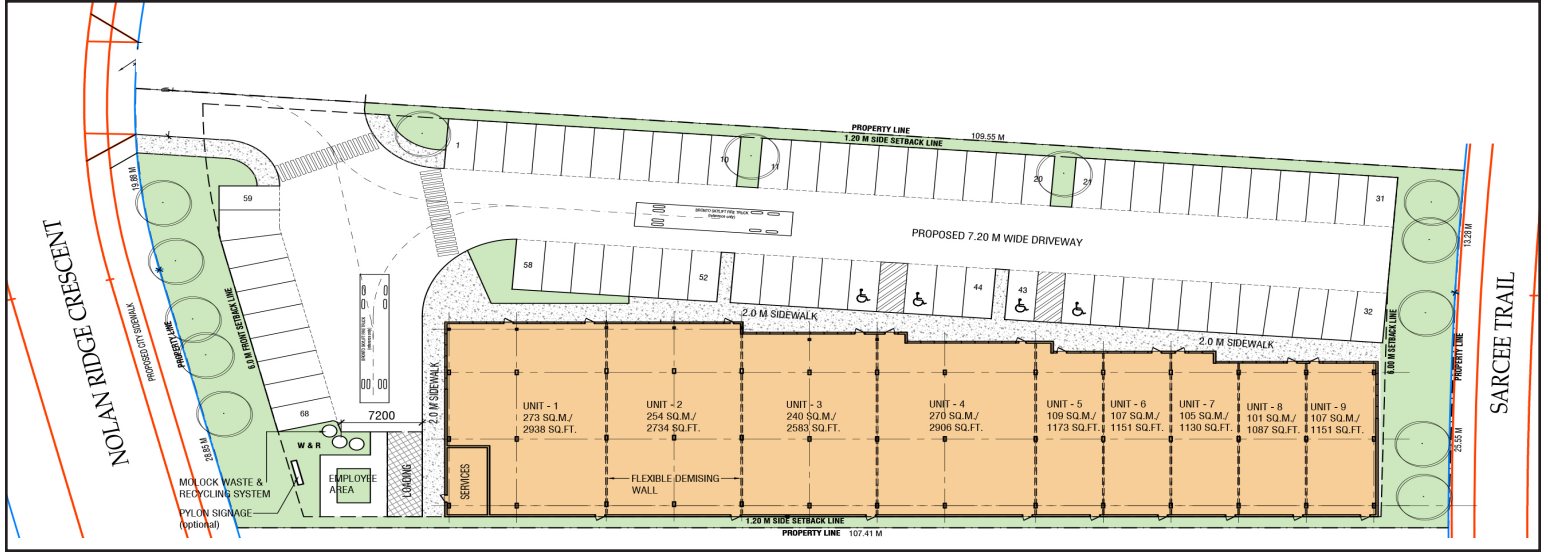 PROPERTY LINE
109.55 M
1.20 M SIDE SETBACK LINE
1
10
11
20
21
31
19.88 M
59
NOLAN RIDGE CRESCENT
PROPOSED CITY SIDEWALK
PROPERTY LINE
6.0 M FRONT SETBACK LINE
PROPOSED 7.20 M WIDE DRIVEWAY
58
52
44
43
32
13.28 M
SARCEE TRAIL
PROPERTY LINE
6.00 M SETBACK LINE
25.55 M
2.0 M SIDEWALK
2.0 M SIDEWALK
2.0 M SIDEWALK
68
7200
28.85 M
W & R
MOLOCK WASTE &
RECYCLING SYSTEM
PYLON SIGNAGE
(optional)
EMPLOYEE
AREA
LOADING
SERVICES
UNIT - 1
273 SQ.M./
2938 SQ.FT.
UNIT - 2
254 SQ.M./
2734 SQ.FT.
FLEXIBLE DEMISING
WALL
UNIT - 3
240 SQ.M./
2583 SQ.FT.
UNIT - 4
270 SQ.M./
2906 SQ.FT.
UNIT - 5
109 SQ.M./
1173 SQ.FT.
UNIT - 6
107 SQ.M./
1151 SQ.FT.
UNIT - 7
105 SQ.M./
1130 SQ.FT.
UNIT - 8
101 SQ.M./
1087 SQ.FT.
UNIT - 9
107 SQ.M./
1151 SQ.FT.
1.20 M SIDE SETBACK LINE
PROPERTY LINE
107.41 M